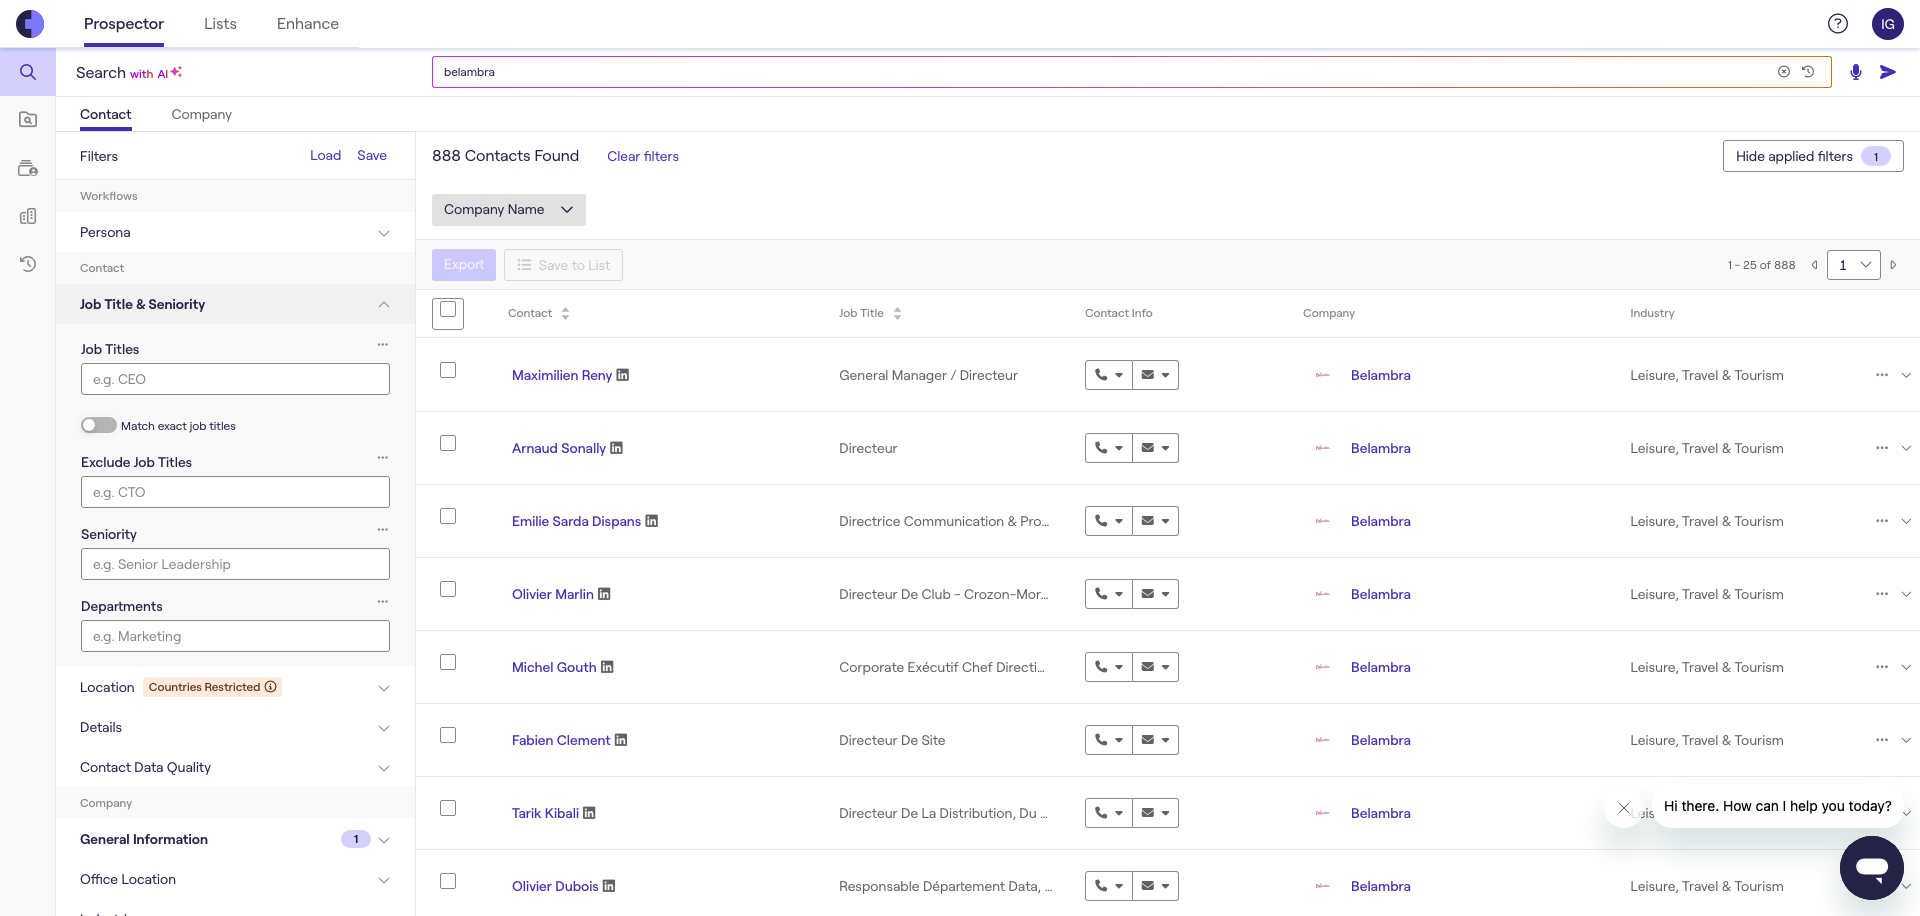 Prospector
Lists
Enhance
IG
Search with AI
belambra
Contact
Company
Filters
Load
Save
888 Contacts Found
Clear filters
Hide applied filters 1
Workflows
Company Name
Persona
Contact
Export
Save to List
1 - 25 of 888
1
Job Title & Seniority
Contact
Job Title
Contact Info
Company
Industry
Job Titles
e.g. CEO
Match exact job titles
Exclude Job Titles
e.g. CTO
Seniority
e.g. Senior Leadership
Departments
e.g. Marketing
Location
Countries Restricted
Details
Contact Data Quality
Company
General Information
1
Office Location
Maximilien Reny
General Manager / Directeur
Belambra
Leisure, Travel & Tourism
Arnaud Sonally
Directeur
Belambra
Leisure, Travel & Tourism
Emilie Sarda Dispans
Directrice Communication & Pro...
Belambra
Leisure, Travel & Tourism
Olivier Marlin
Directeur De Club - Crozon-Mor...
Belambra
Leisure, Travel & Tourism
Michel Gouth
Corporate Exécutif Chef Directi...
Belambra
Leisure, Travel & Tourism
Fabien Clement
Directeur De Site
Belambra
Leisure, Travel & Tourism
Tarik Kibali
Directeur De La Distribution, Du ...
Belambra
Hi there. How can I help you today?
Olivier Dubois
Responsable Département Data, ...
Belambra
Leisure, Travel & Tourism